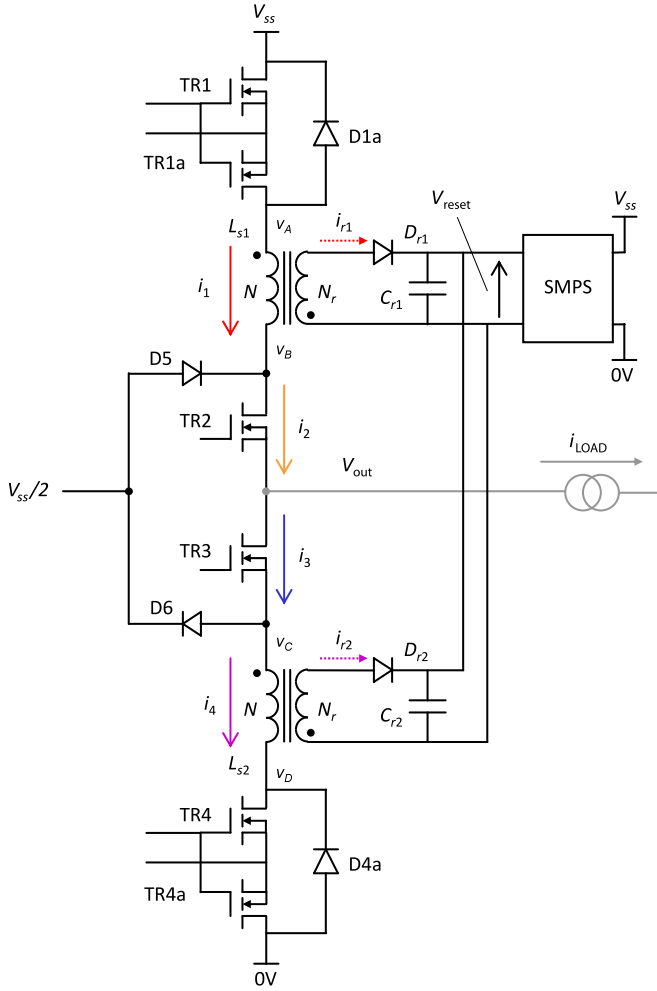 Vss
TR1
D1a
TR1a
Vreset
Vss
Ls1
vA
ir1
Dr1
i1
N
Nr
Cr1
SMPS
vB
0V
D5
TR2
i2
Vout
iLOAD
Vss/2
TR3
i3
D6
vC
ir2
Dr2
i4
N
Nr
Cr2
Ls2
vD
TR4
D4a
TR4a
0V